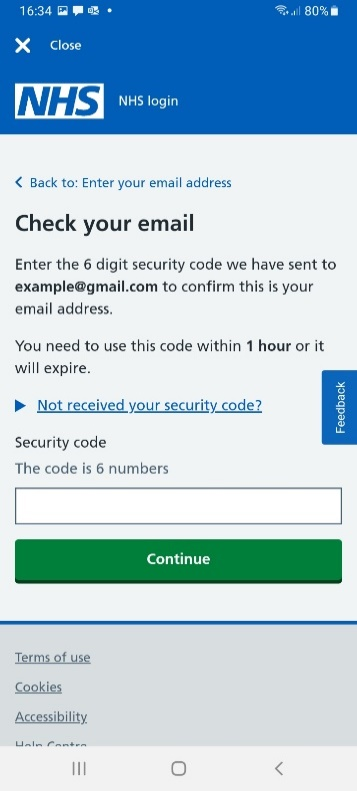 16:34
80%
Close
NHS
NHS login
Back to: Enter your email address
Check your email
Enter the 6 digit security code we have sent to
example@gmail.com to confirm this is your
email address.
You need to use this code within 1 hour or it
will expire.
Feedback
Not received your security code?
Security code
The code is 6 numbers
Continue
Terms of use
Cookies
Accessibility
Help Centre